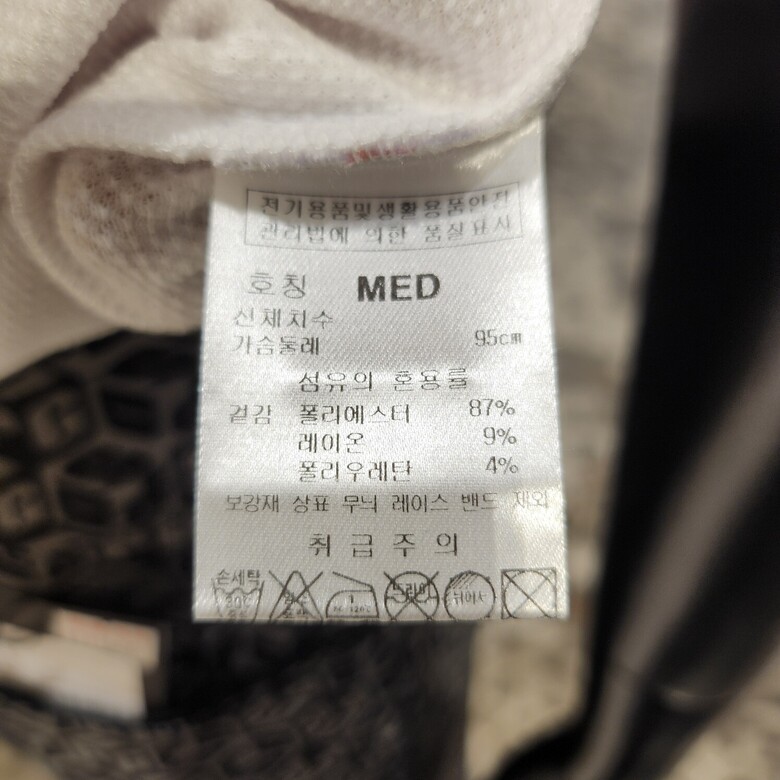 전기용품및생활용품안전
관리법에 의한 품질표시
호칭 MED
신체치수
가슴둘레 95cm
섬유의 혼용률
겉감 폴리에스터 87%
레이온 9%
폴리우레탄 4%
보강재 상표 무늬 레이스 밴드 제외
취급주의
손세탁
드라이
뉘어서